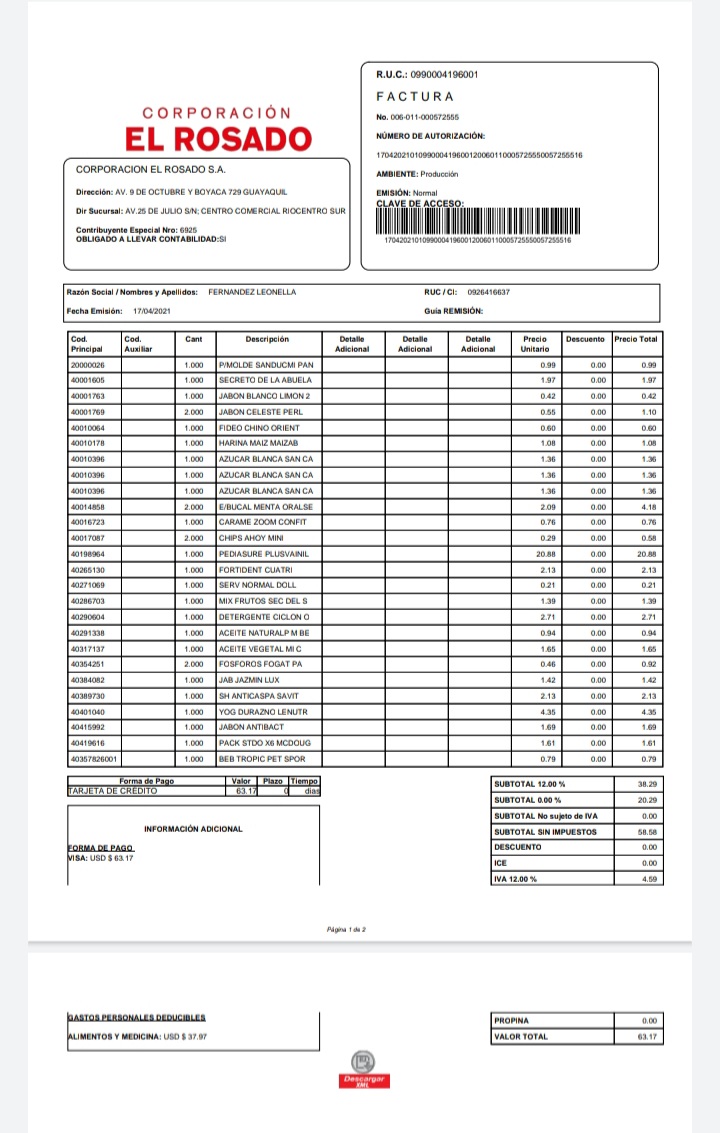 CORPORACIÓN
EL ROSADO
CORPORACION EL ROSADO S.A.
Dirección: AV. 9 DE OCTUBRE Y BOYACA 729 GUAYAQUIL
Dir Sucursal: AV.25 DE JULIO S/N; CENTRO COMERCIAL RIOCENTRO SUR
Contribuyente Especial Nro: 6925
OBLIGADO A LLEVAR CONTABILIDAD:SI
R.U.C.: 0990004196001
FACTURA
No. 006-011-000572555
NÚMERO DE AUTORIZACIÓN:
1704202101099000419600120060110005725550057255516
AMBIENTE: Producción
EMISIÓN: Normal
CLAVE DE ACCESO:
1704202101099000419600120060110005725550057255516
Razón Social / Nombres y Apellidos: FERNANDEZ LEONELLA RUC / CI: 0926416637
Fecha Emisión: 17/04/2021 Guía REMISIÓN:
Cod. Principal Cod. Auxiliar Cant Descripción Detalle Adicional Detalle Adicional Detalle Adicional Precio Unitario Descuento Precio Total
20000026 1.000 P/MOLDE SANDUCMI PAN 0.99 0.00 0.99
40001605 1.000 SECRETO DE LA ABUELA 1.97 0.00 1.97
40001763 1.000 JABON BLANCO LIMON 2 0.42 0.00 0.42
40001769 2.000 JABON CELESTE PERL 0.55 0.00 1.10
40010064 1.000 FIDEO CHINO ORIENT 0.60 0.00 0.60
40010178 1.000 HARINA MAIZ MAIZAB 1.08 0.00 1.08
40010396 1.000 AZUCAR BLANCA SAN CA 1.36 0.00 1.36
40010396 1.000 AZUCAR BLANCA SAN CA 1.36 0.00 1.36
40010396 1.000 AZUCAR BLANCA SAN CA 1.36 0.00 1.36
40014858 2.000 E/BUCAL MENTA ORALSE 2.09 0.00 4.18
40016723 1.000 CARAME ZOOM CONFIT 0.76 0.00 0.76
40017087 2.000 CHIPS AHOY MINI 0.29 0.00 0.58
40198964 1.000 PEDIASURE PLUSVAINIL 20.88 0.00 20.88
40265130 1.000 FORTIDENT CUATRI 2.13 0.00 2.13
40271069 1.000 SERV NORMAL DOLL 0.21 0.00 0.21
40286703 1.000 MIX FRUTOS SEC DEL S 1.39 0.00 1.39
40290604 1.000 DETERGENTE CICLON O 2.71 0.00 2.71
40291338 1.000 ACEITE NATURALP M BE 0.94 0.00 0.94
40317137 1.000 ACEITE VEGETAL MI C 1.65 0.00 1.65
40354251 2.000 FOSFOROS FOGAT PA 0.46 0.00 0.92
40384082 1.000 JAB JAZMIN LUX 1.42 0.00 1.42
40389730 1.000 SH ANTICASPA SAVIT 2.13 0.00 2.13
40401040 1.000 YOG DURAZNO LENUTR 4.35 0.00 4.35
40415992 1.000 JABON ANTIBACT 1.69 0.00 1.69
40419616 1.000 PACK STDO X6 MCDOUG 1.61 0.00 1.61
40357826001 1.000 BEB TROPIC PET SPOR 0.79 0.00 0.79
Forma de Pago Valor Plazo Tiempo
TARJETA DE CRÉDITO 63.17 0 dias
INFORMACIÓN ADICIONAL
FORMA DE PAGO
VISA: USD $ 63.17
SUBTOTAL 12.00 % 38.29
SUBTOTAL 0.00 % 20.29
SUBTOTAL No sujeto de IVA 0.00
SUBTOTAL SIN IMPUESTOS 58.58
DESCUENTO 0.00
ICE 0.00
IVA 12.00 % 4.59
Página 1 de 2
GASTOS PERSONALES DEDUCIBLES
ALIMENTOS Y MEDICINA: USD $ 37.97
PROPINA 0.00
VALOR TOTAL 63.17
Descargar
XML